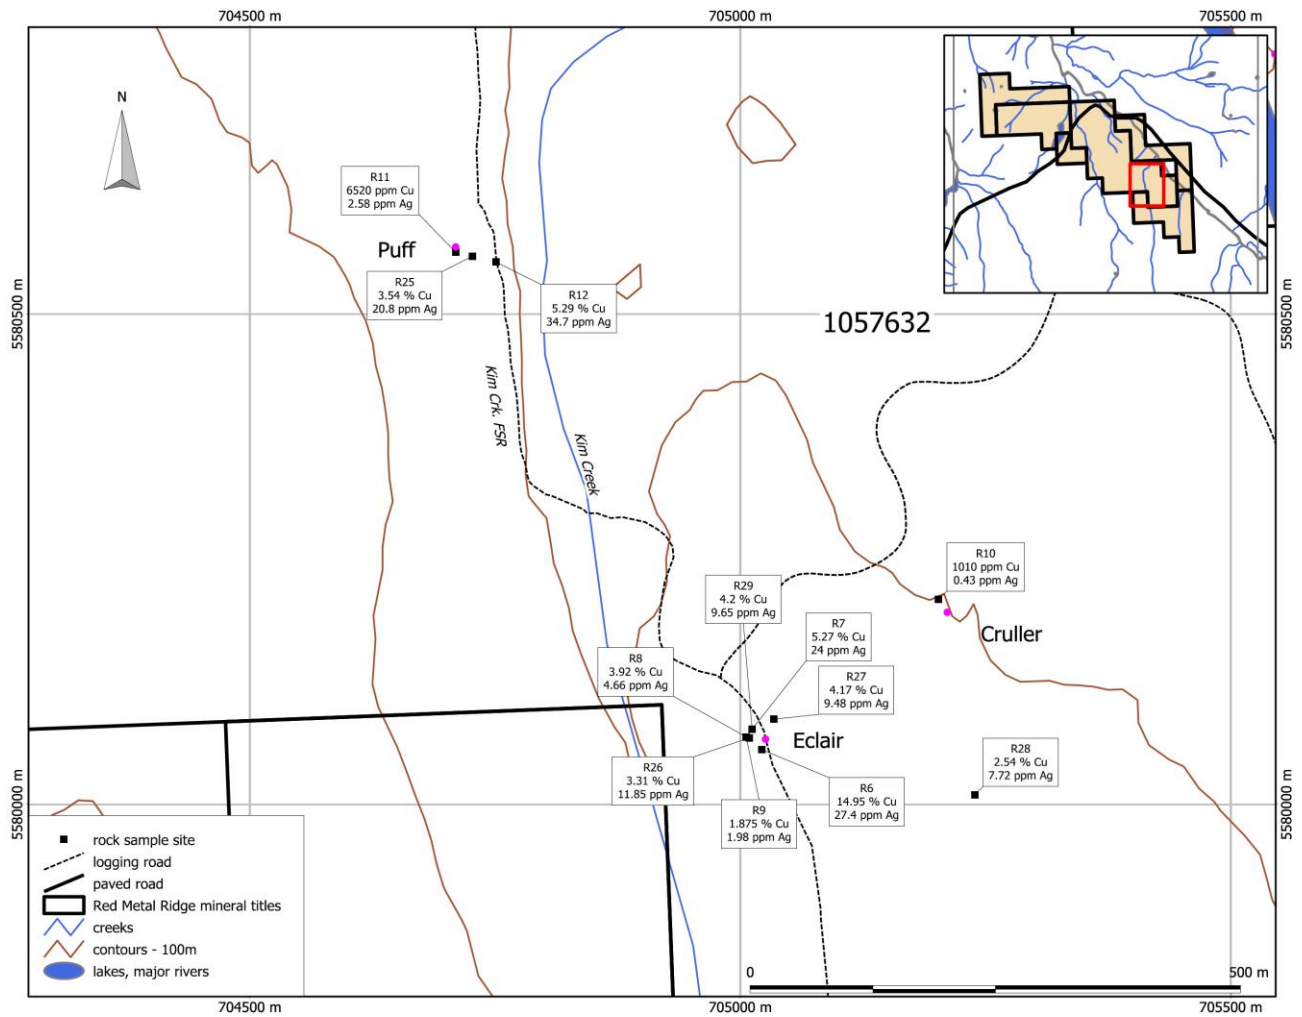 704500 m
705000 m
705500 m
N
R11
6520 ppm Cu
2.58 ppm Ag
Puff
R25
3.54 % Cu
20.8 ppm Ag
R12
5.29 % Cu
34.7 ppm Ag
5580500 m
5580500 m
1057632
Kim Crk. FSR
Kim Creek
R10
1010 ppm Cu
0.43 ppm Ag
R29
4.2 % Cu
9.65 ppm Ag
R7
5.27 % Cu
24 ppm Ag
Cruller
R8
3.92 % Cu
4.66 ppm Ag
R27
4.17 % Cu
9.48 ppm Ag
Eclair
R28
2.54 % Cu
7.72 ppm Ag
R26
3.31 % Cu
11.85 ppm Ag
R6
14.95 % Cu
27.4 ppm Ag
R9
1.875 % Cu
1.98 ppm Ag
5580000 m
5580000 m
rock sample site
logging road
paved road
Red Metal Ridge mineral titles
creeks
contours - 100m
lakes, major rivers
0
500 m
704500 m
705000 m
705500 m